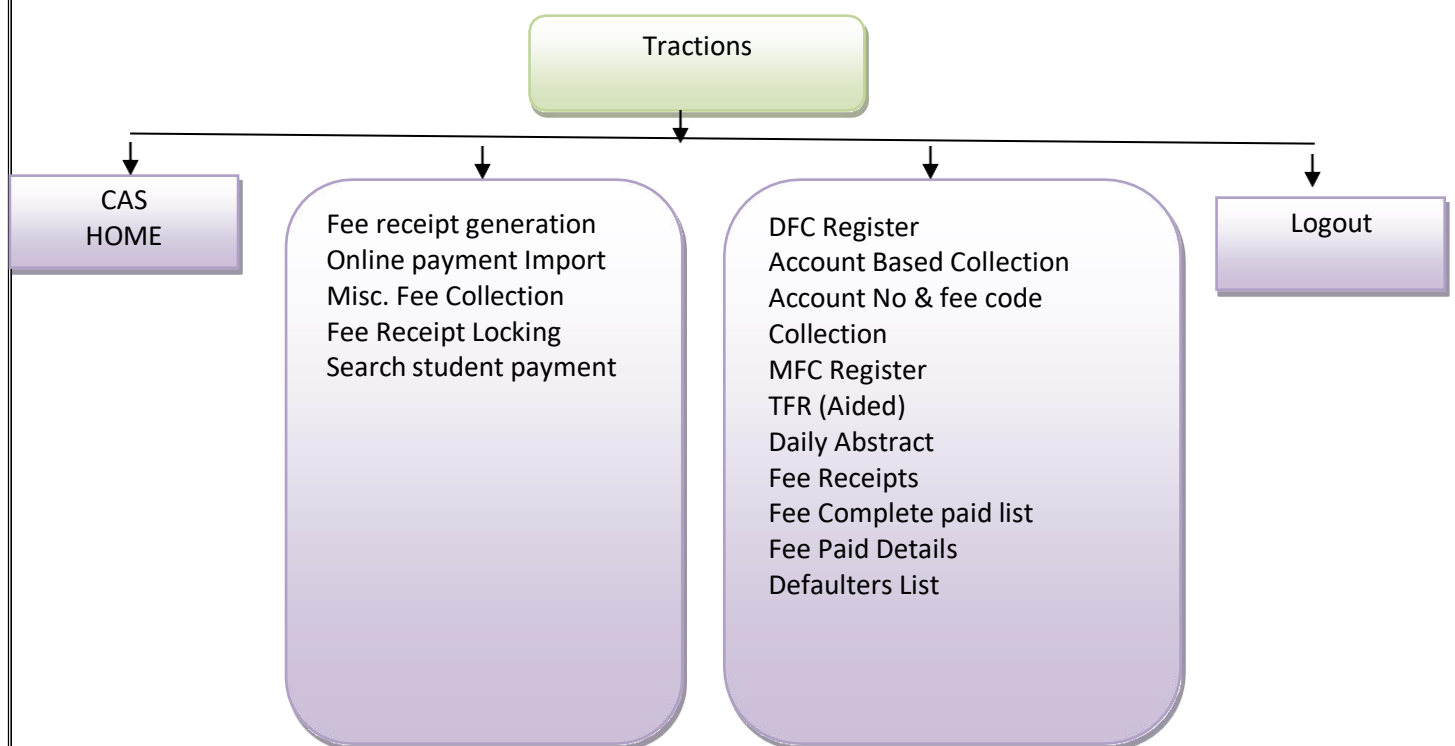 Tractions
CAS
HOME
Fee receipt generation
Online payment Import
Misc. Fee Collection
Fee Receipt Locking
Search student payment
DFC Register
Account Based Collection
Account No & fee code
Collection
MFC Register
TFR (Aided)
Daily Abstract
Fee Receipts
Fee Complete paid list
Fee Paid Details
Defaulters List
Logout